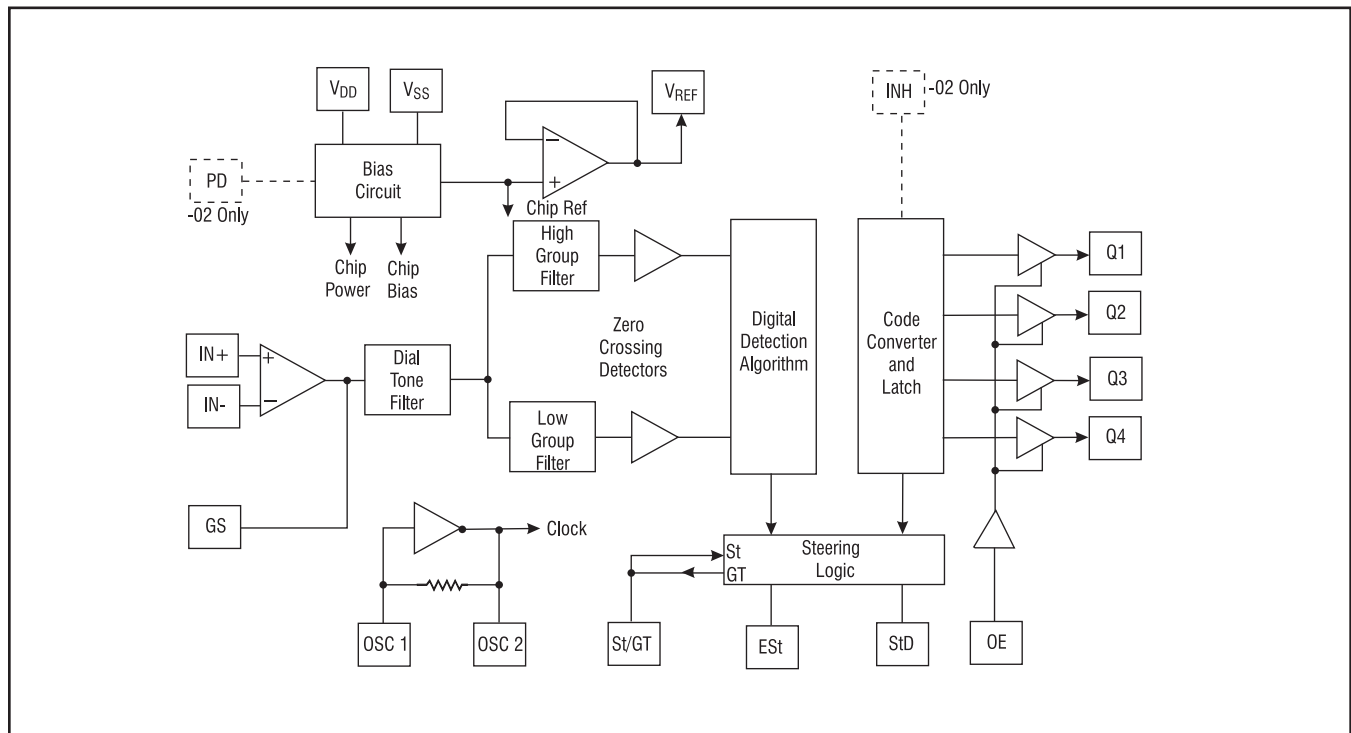 VDD
VSS
VREF
INH
-02 Only
PD
-02 Only
Bias
Circuit
−
+
Chip Ref
Chip
Power
Chip
Bias
High
Group
Filter
Zero
Crossing
Detectors
Digital
Detection
Algorithm
Code
Converter
and
Latch
Q1
Q2
Q3
Q4
IN+
IN-
+
−
Dial
Tone
Filter
Low
Group
Filter
GS
Clock
OSC 1
OSC 2
St
GT
Steering
Logic
St/GT
ESt
StD
OE